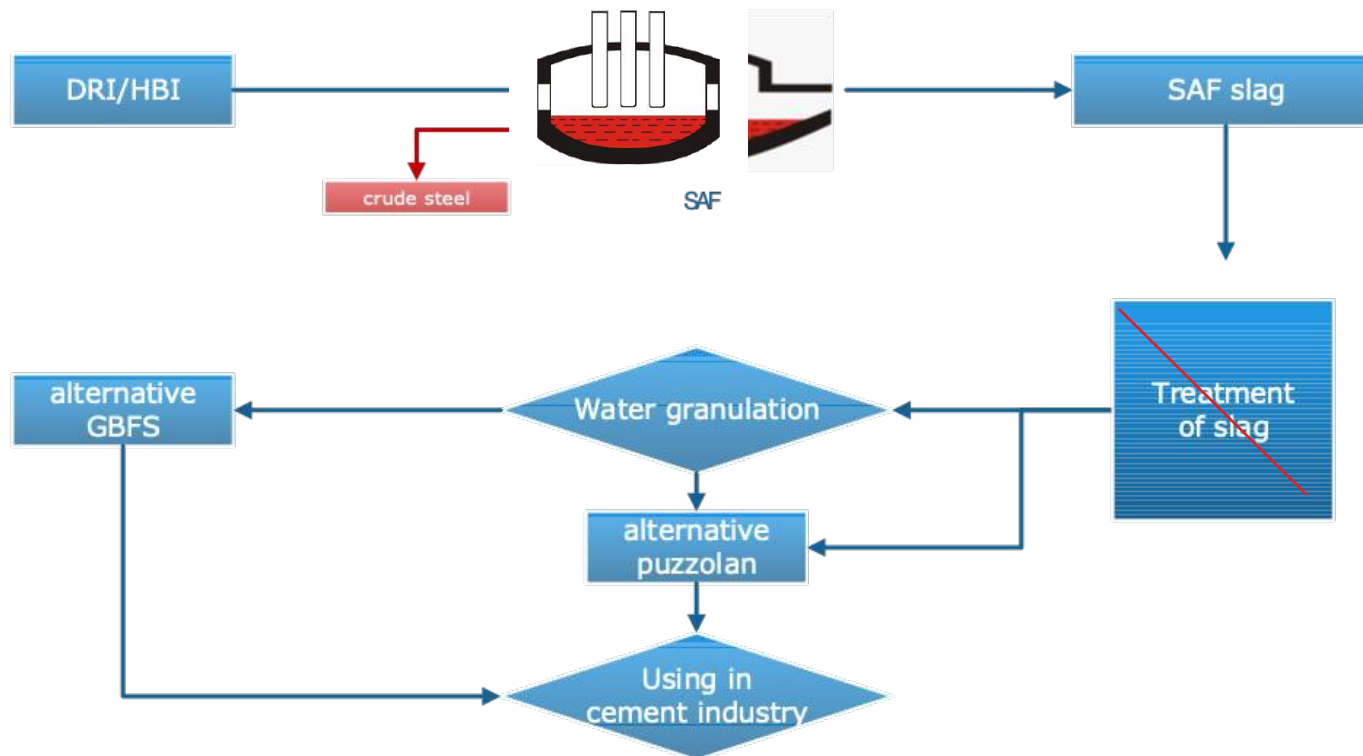 DRI/HBI
SAF slag
crude steel
SAF
Treatment
of slag
Water granulation
alternative
GBFS
alternative
puzzolan
Using in
cement industry